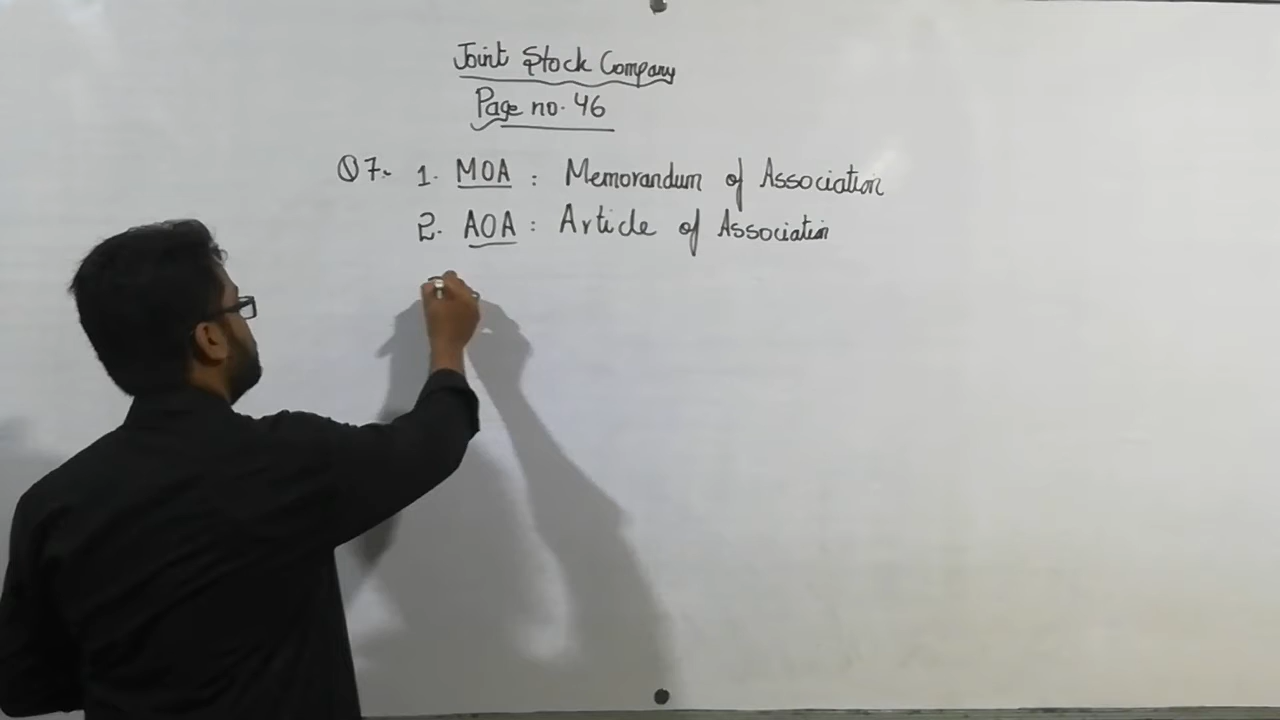 Joint Stock Company
Page no. 46
Q7. 1. MOA : Memorandum of Association
2. AOA : Article of Association